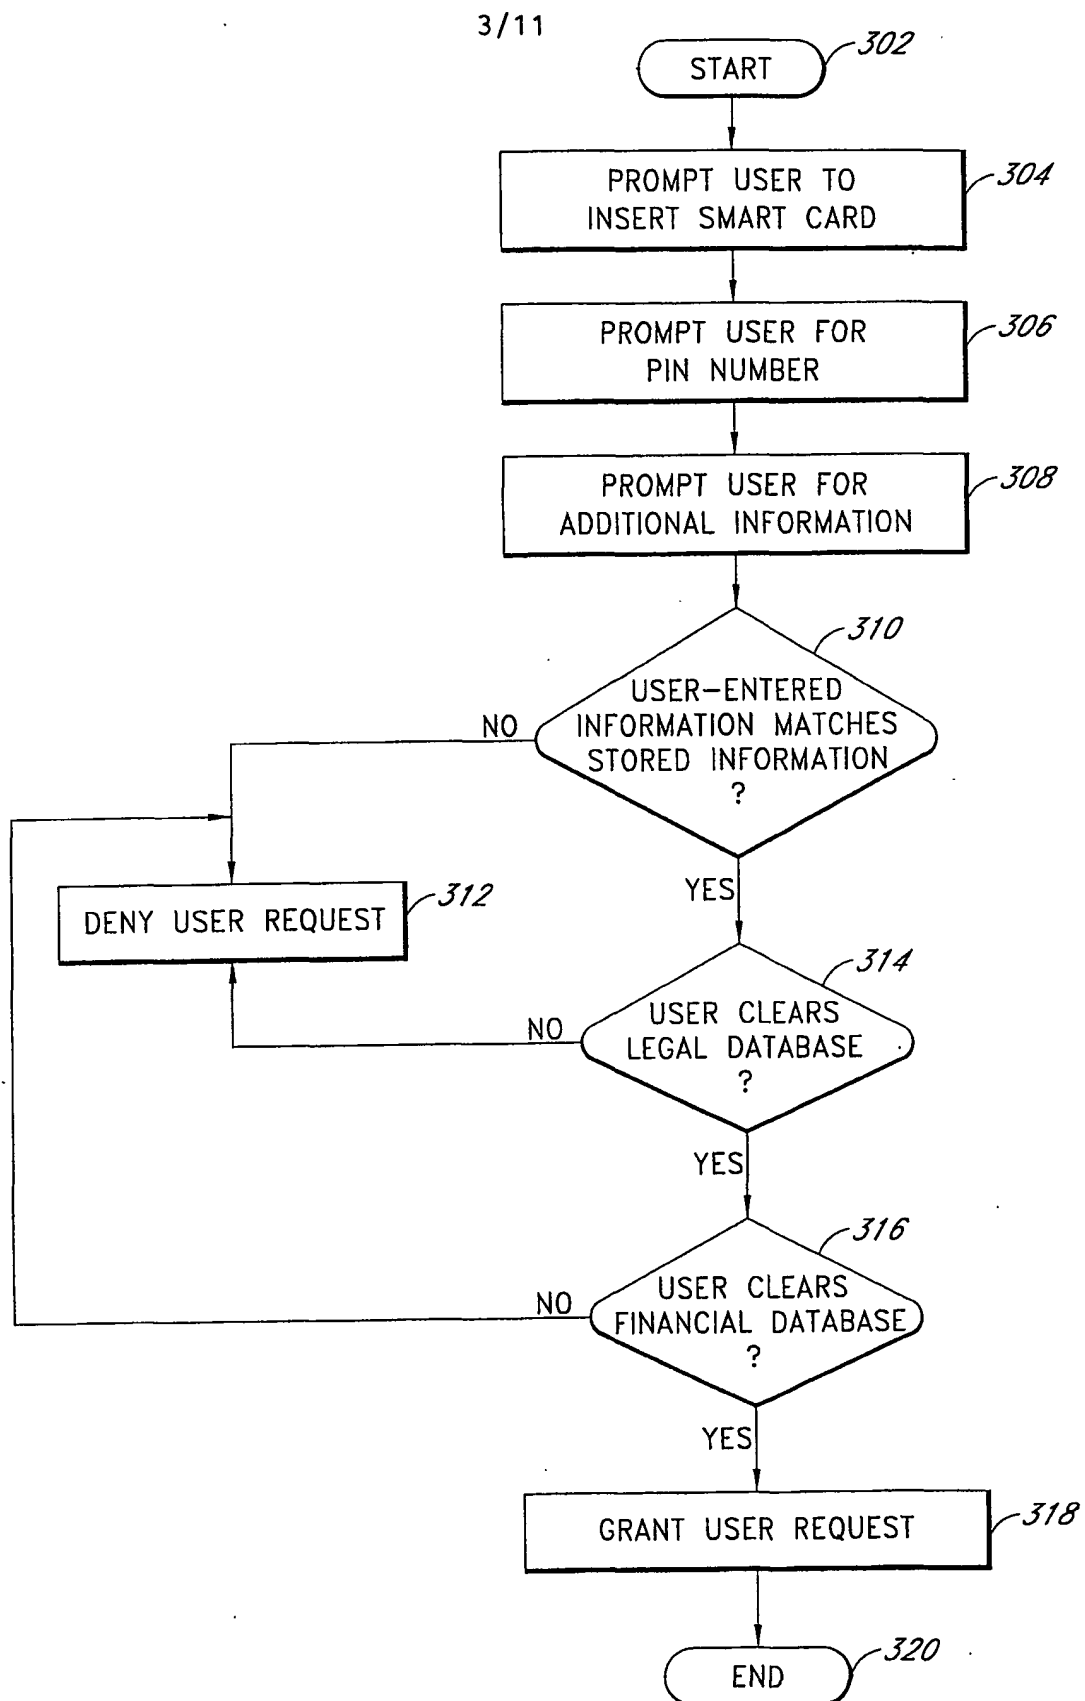 3/11
START
302
PROMPT USER TO
INSERT SMART CARD
304
PROMPT USER FOR
PIN NUMBER
306
PROMPT USER FOR
ADDITIONAL INFORMATION
308
310
USER-ENTERED
INFORMATION MATCHES
STORED INFORMATION
?
NO
YES
DENY USER REQUEST
312
314
USER CLEARS
LEGAL DATABASE
?
NO
YES
316
USER CLEARS
FINANCIAL DATABASE
?
NO
YES
GRANT USER REQUEST
318
END
320